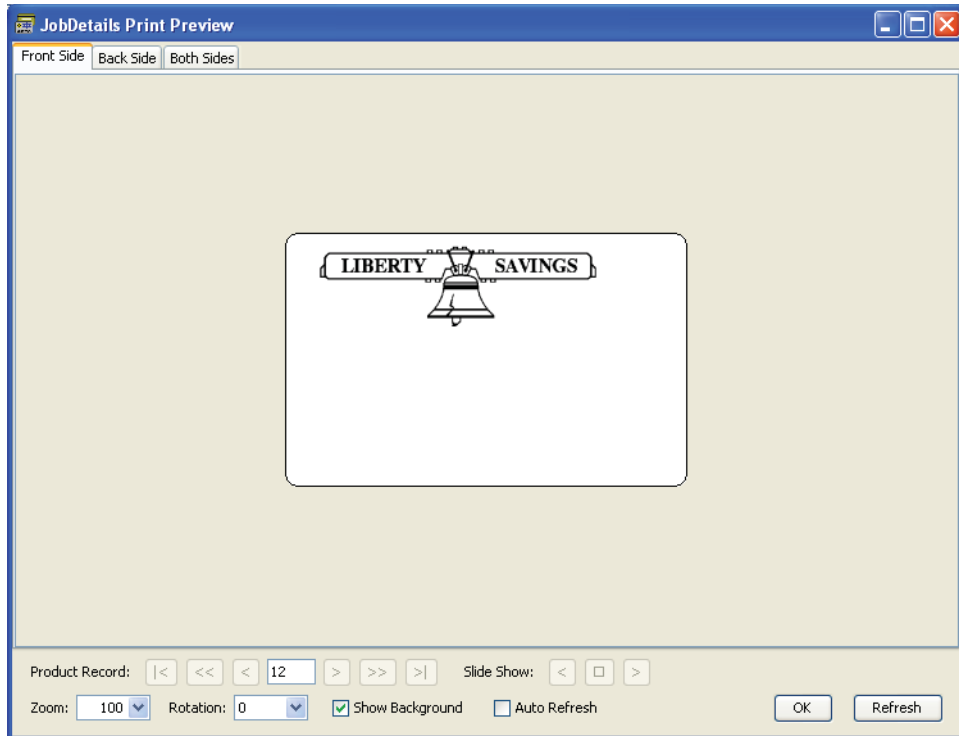 JobDetails Print Preview
Front Side Back Side Both Sides
LIBERTY SAVINGS
Product Record: |< << < 12 > >> >| Slide Show: < >
Zoom: 100 Rotation: 0 Show Background Auto Refresh OK Refresh